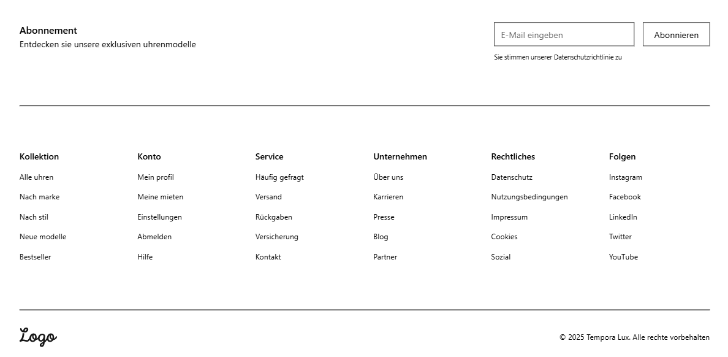 Abonnement
Entdecken sie unsere exklusiven uhrenmodelle
E-Mail eingeben
Abonnieren
Sie stimmen unserer Datenschutzrichtlinie zu
Kollektion
Alle uhren
Nach marke
Nach stil
Neue modelle
Bestseller
Konto
Mein profil
Meine mieten
Einstellungen
Abmelden
Hilfe
Service
Häufig gefragt
Versand
Rückgaben
Versicherung
Kontakt
Unternehmen
Über uns
Karrieren
Presse
Blog
Partner
Rechtliches
Datenschutz
Nutzungsbedingungen
Impressum
Cookies
Sozial
Folgen
Instagram
Facebook
LinkedIn
Twitter
YouTube
Logo
© 2025 Tempora Lux. Alle rechte vorbehalten